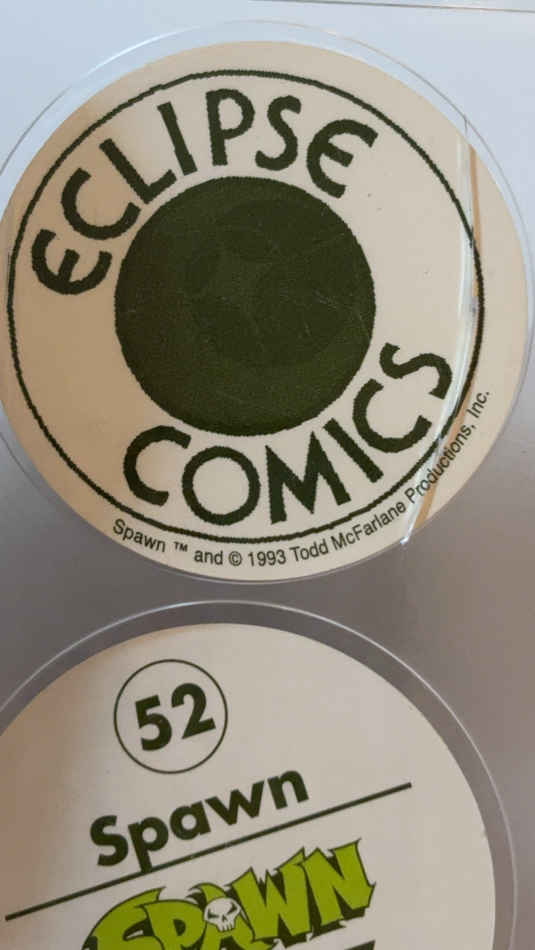 ECLIPSE
COMICS
Spawn ™ and © 1993 Todd McFarlane Productions, Inc.
52
Spawn
SPAWN